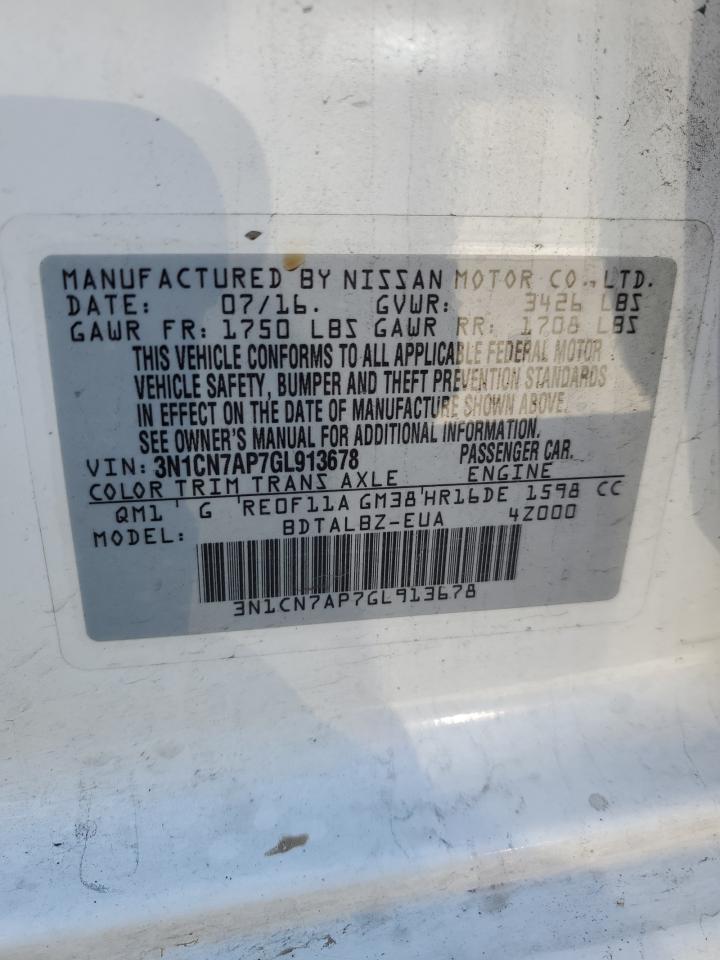 MANUFACTURED BY NISSAN MOTOR CO.,LTD.
DATE: 07/16. GVWR: 3426 LBS
GAWR FR: 1750 LBS GAWR RR: 1708 LBS
THIS VEHICLE CONFORMS TO ALL APPLICABLE FEDERAL MOTOR
VEHICLE SAFETY, BUMPER AND THEFT PREVENTION STANDARDS
IN EFFECT ON THE DATE OF MANUFACTURE SHOWN ABOVE.
SEE OWNER'S MANUAL FOR ADDITIONAL INFORMATION.
VIN: 3N1CN7AP7GL913678 PASSENGER CAR.
COLOR TRIM TRANS AXLE ENGINE
QM1 ' G 'RE0F11A GM38'HR16DE 1598 CC
MODEL: BDTALBZ-EUA 4Z000
3N1CN7AP7GL913678